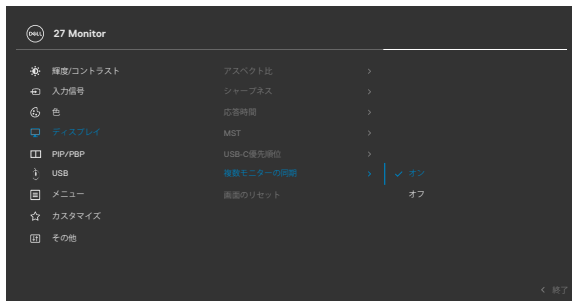 DELL 27 Monitor
輝度/コントラスト アスペクト比
入力信号 シャープネス
色 応答時間
ディスプレイ MST
PIP/PBP USB-C優先順位
USB 複数モニターの同期 オン
メニュー 画面のリセット オフ
カスタマイズ
その他
終了